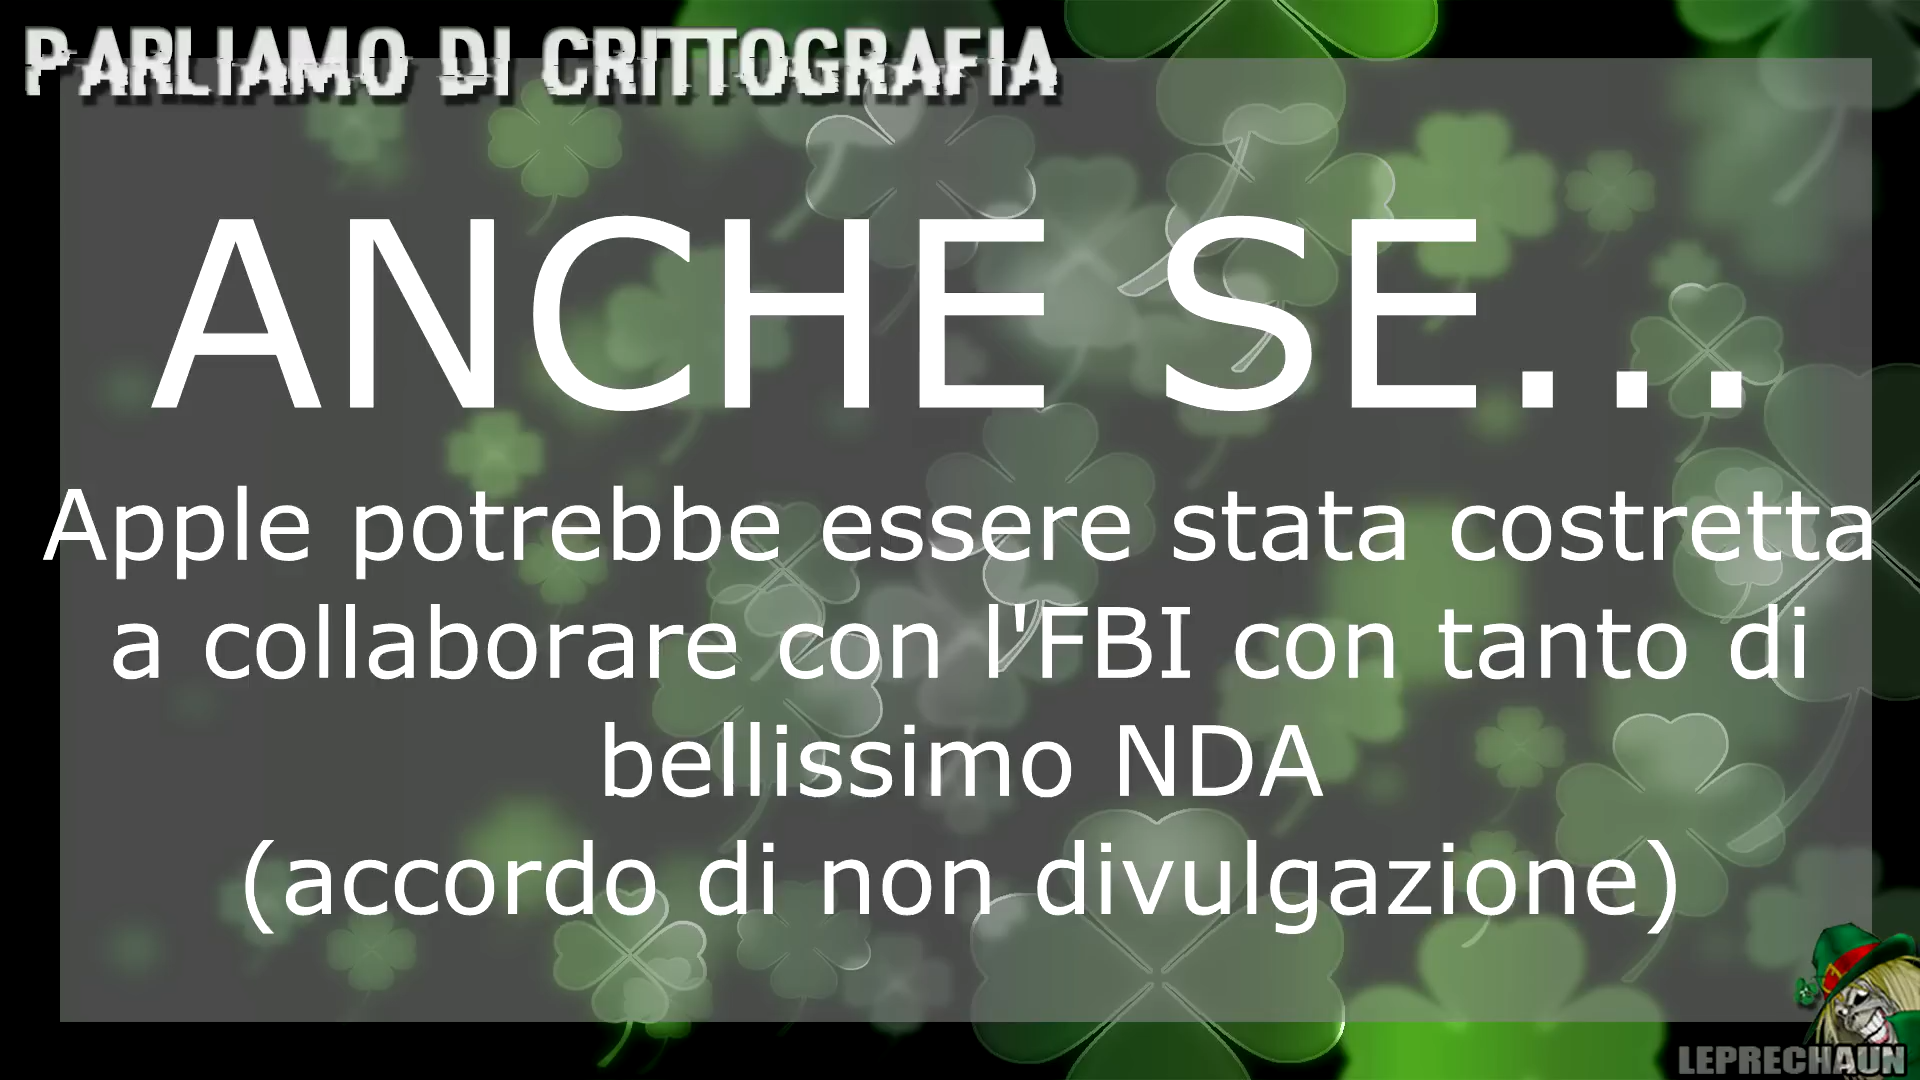 PARLIAMO DI CRITTOGRAFIA
ANCHE SE...
Apple potrebbe essere stata costretta
a collaborare con l'FBI con tanto di
bellissimo NDA
(accordo di non divulgazione)
LEPRECHAUN